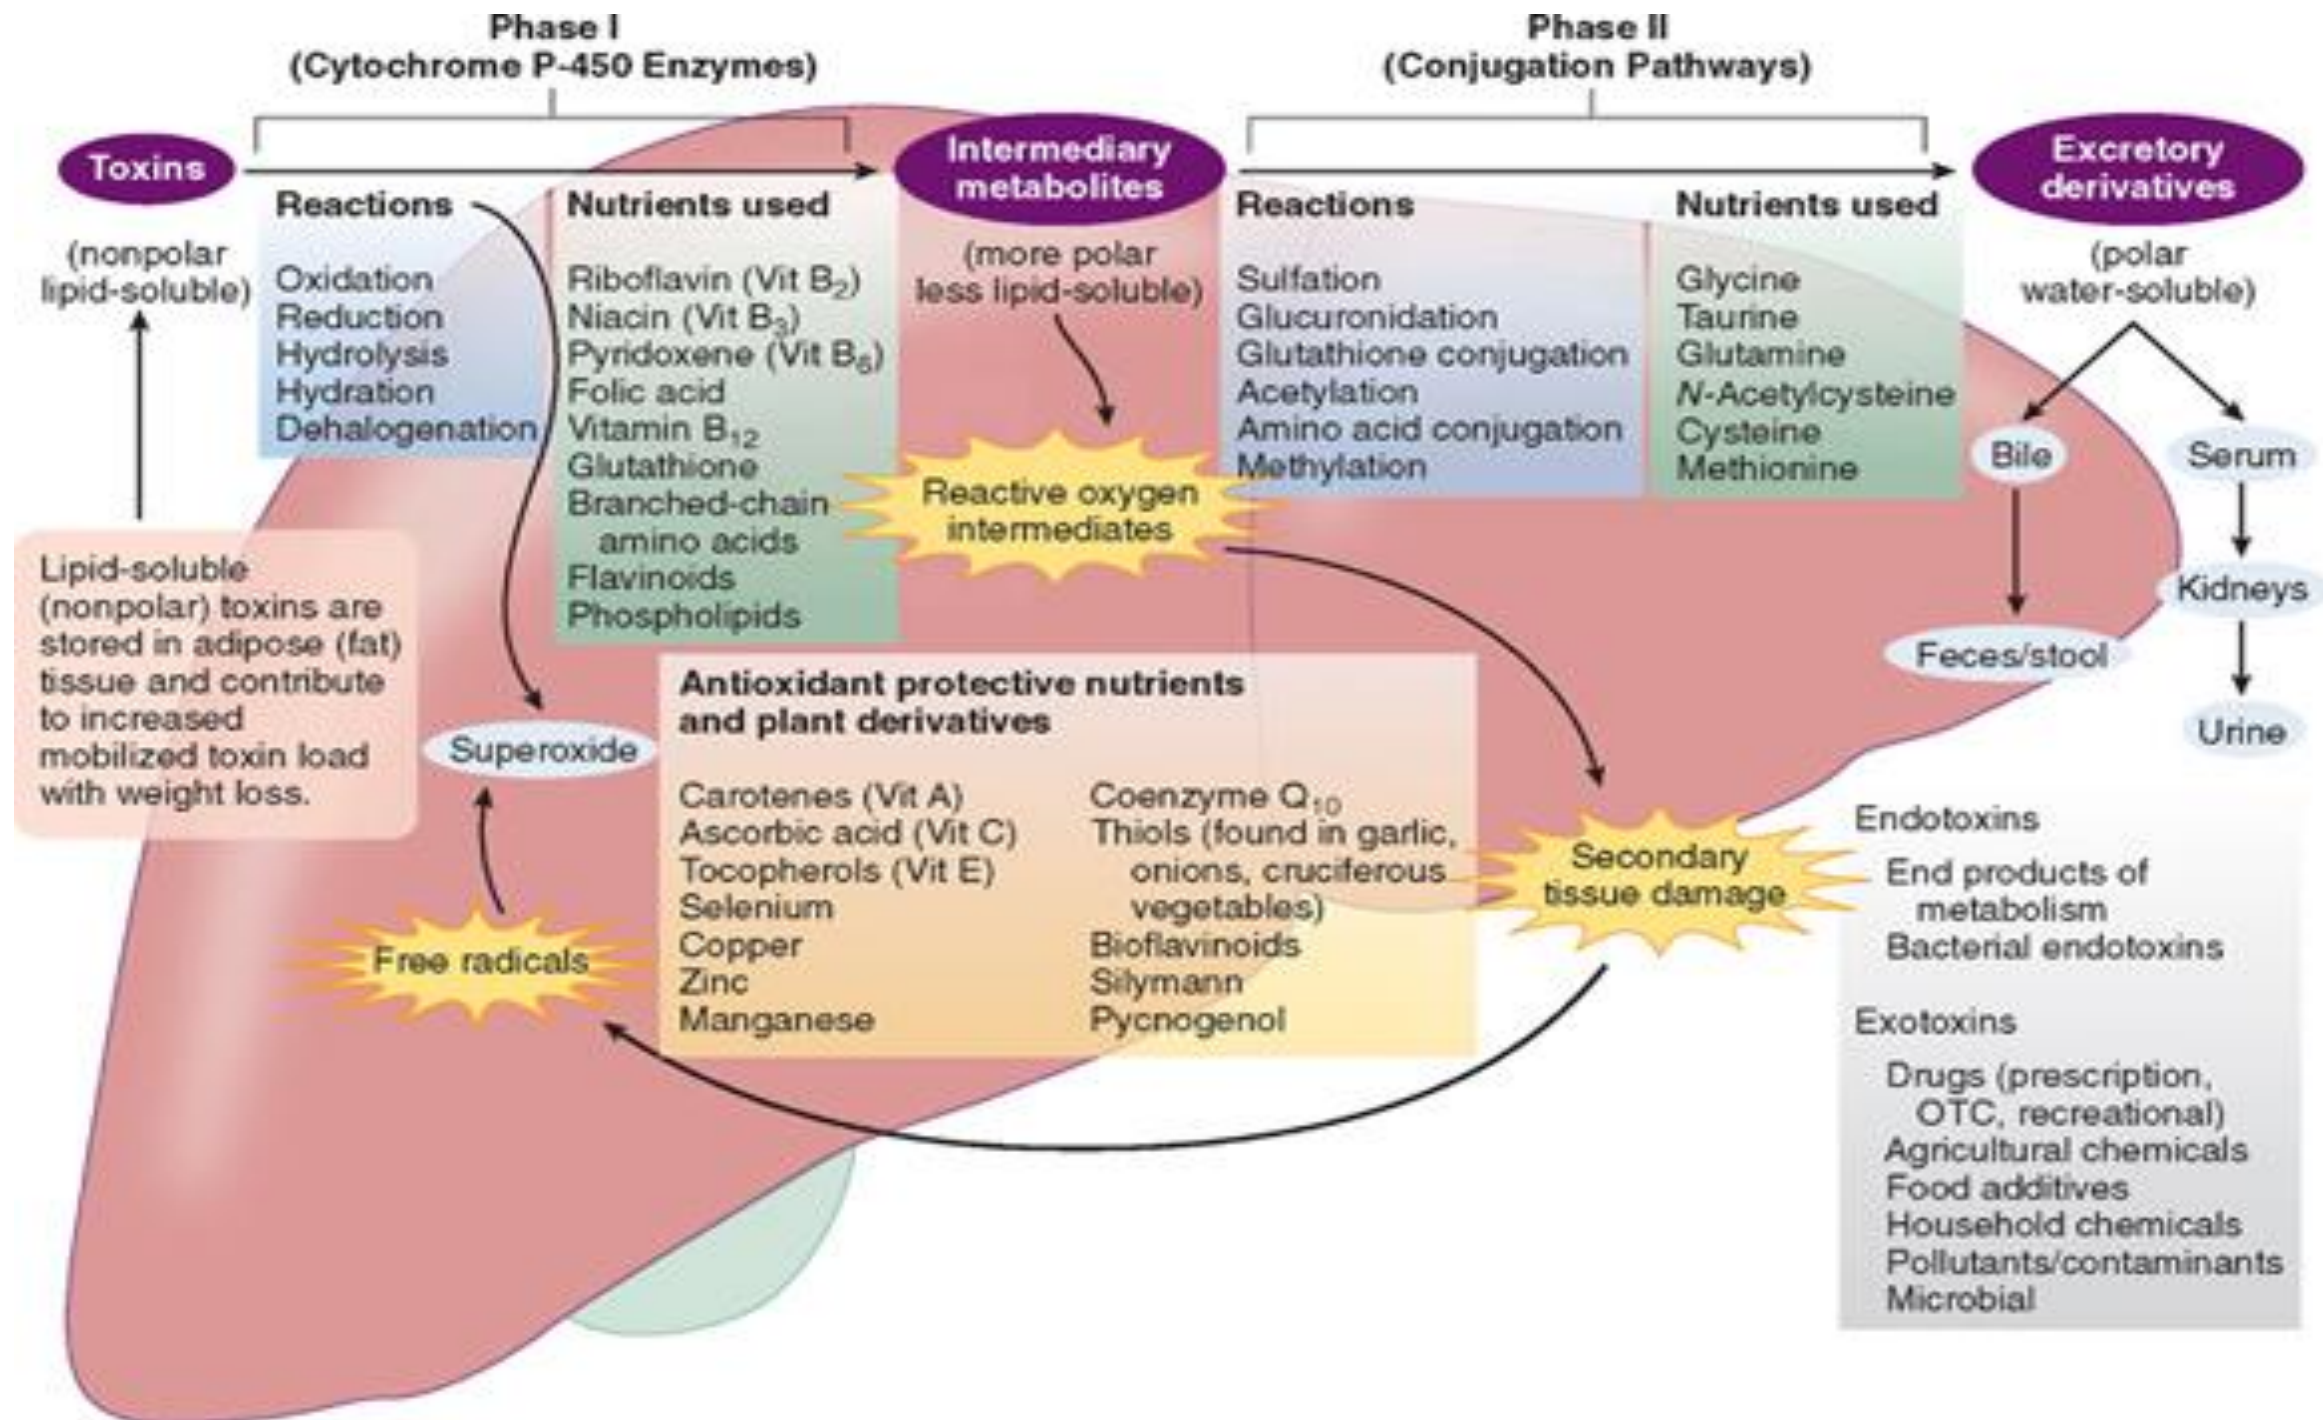 Phase I
(Cytochrome P-450 Enzymes)
Phase II
(Conjugation Pathways)
Toxins
(nonpolar
lipid-soluble)
Reactions
Oxidation
Reduction
Hydrolysis
Hydration
Dehalogenation
Nutrients used
Riboflavin (Vit B₂)
Niacin (Vit B₃)
Pyridoxene (Vit B₆)
Folic acid
Vitamin B₁₂
Glutathione
Branched-chain
amino acids
Flavinoids
Phospholipids
Intermediary
metabolites
(more polar
less lipid-soluble)
Reactive oxygen
intermediates
Reactions
Sulfation
Glucuronidation
Glutathione conjugation
Acetylation
Amino acid conjugation
Methylation
Nutrients used
Glycine
Taurine
Glutamine
N-Acetylcysteine
Cysteine
Methionine
Excretory
derivatives
(polar
water-soluble)
Bile
Feces/stool
Serum
Kidneys
Urine
Lipid-soluble
(nonpolar) toxins are
stored in adipose (fat)
tissue and contribute
to increased
mobilized toxin load
with weight loss.
Superoxide
Free radicals
Antioxidant protective nutrients
and plant derivatives
Carotenes (Vit A)
Ascorbic acid (Vit C)
Tocopherols (Vit E)
Selenium
Copper
Zinc
Manganese
Coenzyme Q₁₀
Thiols (found in garlic,
onions, cruciferous
vegetables)
Bioflavinoids
Silymann
Pycnogenol
Secondary
tissue damage
Endotoxins
End products of
metabolism
Bacterial endotoxins
Exotoxins
Drugs (prescription,
OTC, recreational)
Agricultural chemicals
Food additives
Household chemicals
Pollutants/contaminants
Microbial